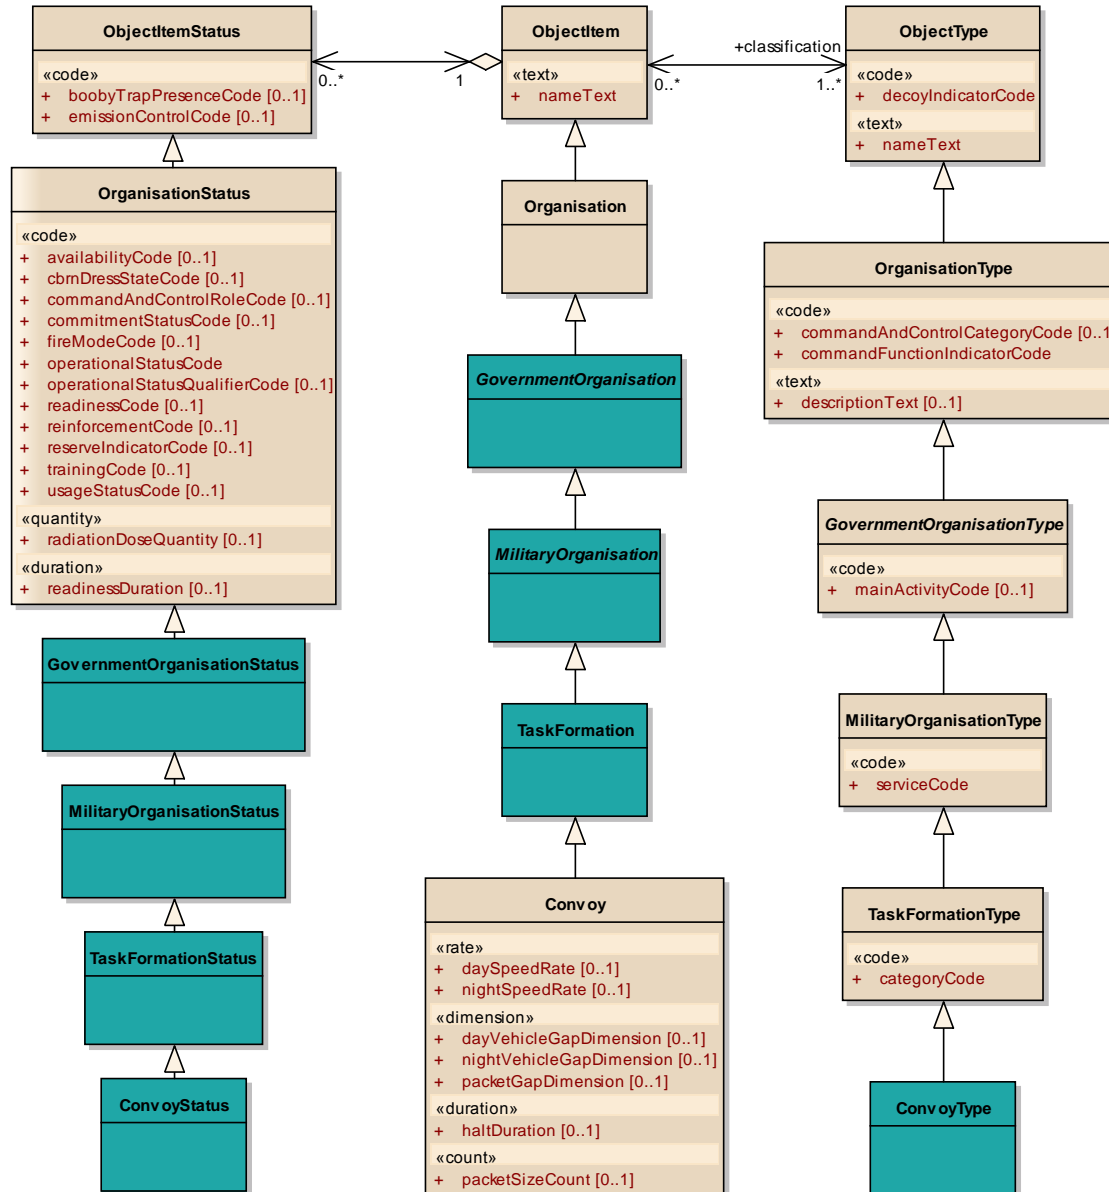 ObjectItemStatus
«code»
+ boobyTrapPresenceCode [0..1]
+ emissionControlCode [0..1]
0..*
1
ObjectItem
«text»
+ nameText
0..*
+classification
1..*
ObjectType
«code»
+ decoyIndicatorCode
«text»
+ nameText
OrganisationStatus
«code»
+ availabilityCode [0..1]
+ cbrnDressStateCode [0..1]
+ commandAndControlRoleCode [0..1]
+ commitmentStatusCode [0..1]
+ fireModeCode [0..1]
+ operationalStatusCode
+ operationalStatusQualifierCode [0..1]
+ readinessCode [0..1]
+ reinforcementCode [0..1]
+ reserveIndicatorCode [0..1]
+ trainingCode [0..1]
+ usageStatusCode [0..1]
«quantity»
+ radiationDoseQuantity [0..1]
«duration»
+ readinessDuration [0..1]
GovernmentOrganisationStatus
MilitaryOrganisationStatus
TaskFormationStatus
ConvoyStatus
Organisation
GovernmentOrganisation
MilitaryOrganisation
TaskFormation
Convoy
«rate»
+ daySpeedRate [0..1]
+ nightSpeedRate [0..1]
«dimension»
+ dayVehicleGapDimension [0..1]
+ nightVehicleGapDimension [0..1]
+ packetGapDimension [0..1]
«duration»
+ haltDuration [0..1]
«count»
+ packetSizeCount [0..1]
OrganisationType
«code»
+ commandAndControlCategoryCode [0..1
+ commandFunctionIndicatorCode
«text»
+ descriptionText [0..1]
GovernmentOrganisationType
«code»
+ mainActivityCode [0..1]
MilitaryOrganisationType
«code»
+ serviceCode
TaskFormationType
«code»
+ categoryCode
ConvoyType